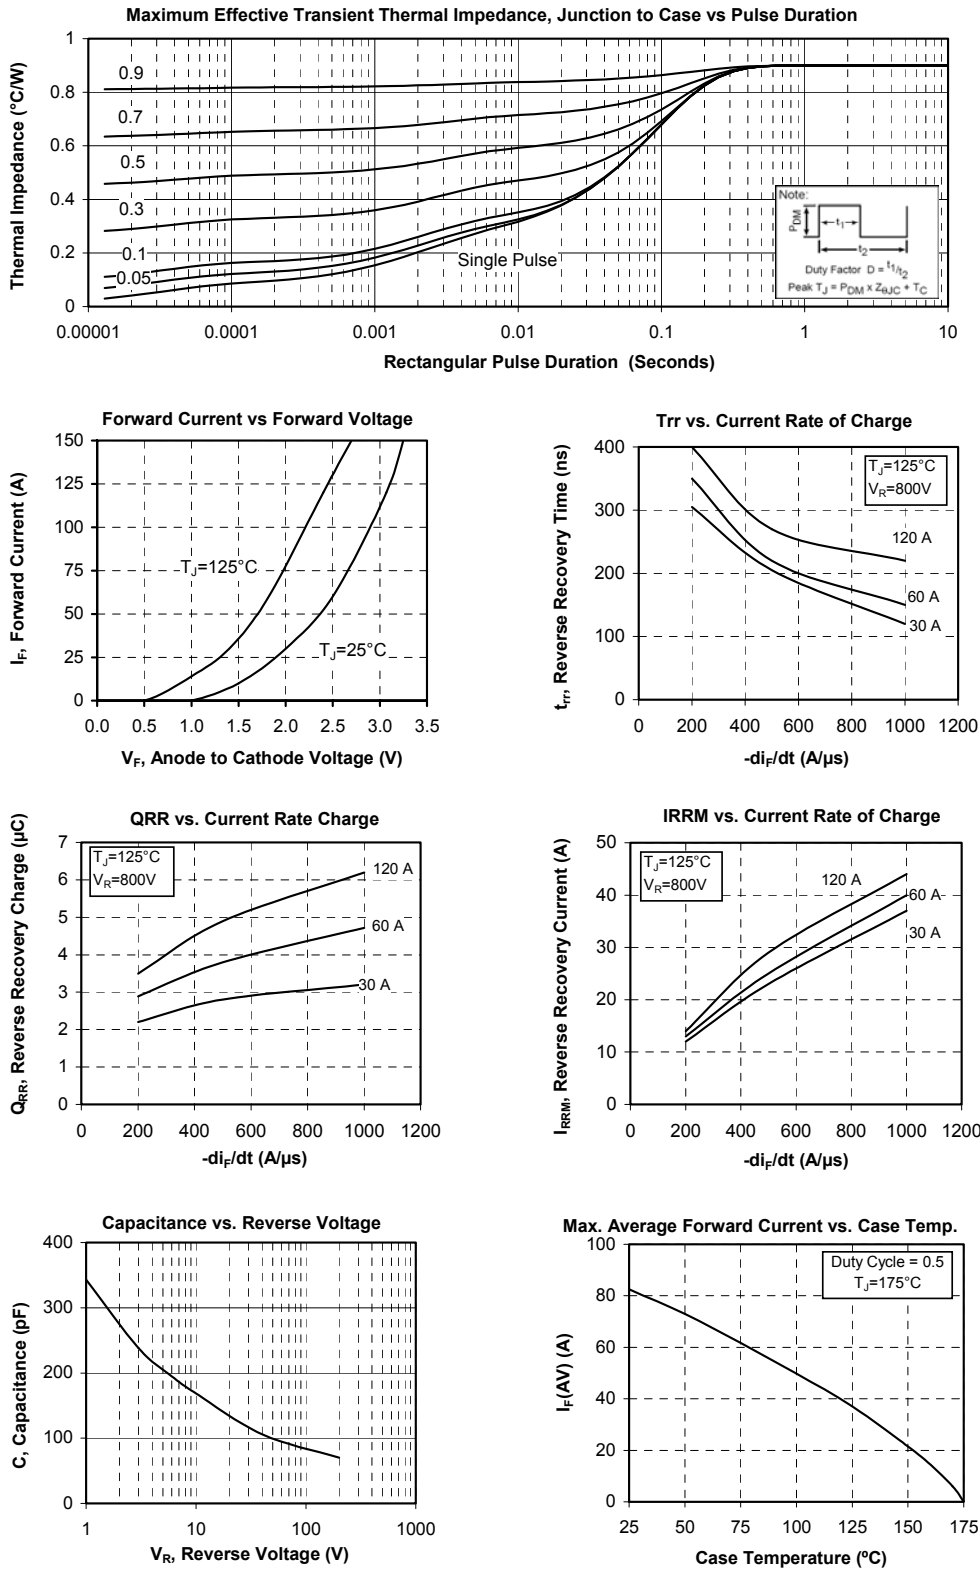 Maximum Effective Transient Thermal Impedance, Junction to Case vs Pulse Duration
Thermal Impedance (°C/W)
1
0.8
0.6
0.4
0.2
0
0.9
0.7
0.5
0.3
0.1
0.05
Single Pulse
Note:
PDM
t1
t2
Duty Factor D = t1/t2
Peak TJ = PDM x ZθJC + TC
0.00001 0.0001 0.001 0.01 0.1 1 10
Rectangular Pulse Duration (Seconds)
Forward Current vs Forward Voltage
IF, Forward Current (A)
150
125
100
75
50
25
0
TJ=125°C
TJ=25°C
0.0 0.5 1.0 1.5 2.0 2.5 3.0 3.5
VF, Anode to Cathode Voltage (V)
Trr vs. Current Rate of Charge
trr, Reverse Recovery Time (ns)
400
300
200
100
0
TJ=125°C
VR=800V
120 A
60 A
30 A
0 200 400 600 800 1000 1200
-diF/dt (A/µs)
QRR vs. Current Rate Charge
QRR, Reverse Recovery Charge (µC)
7
6
5
4
3
2
1
0
TJ=125°C
VR=800V
120 A
60 A
30 A
0 200 400 600 800 1000 1200
-diF/dt (A/µs)
IRRM vs. Current Rate of Charge
IRRM, Reverse Recovery Current (A)
50
40
30
20
10
0
TJ=125°C
VR=800V
120 A
60 A
30 A
0 200 400 600 800 1000 1200
-diF/dt (A/µs)
Capacitance vs. Reverse Voltage
C, Capacitance (pF)
400
300
200
100
0
1 10 100 1000
VR, Reverse Voltage (V)
Max. Average Forward Current vs. Case Temp.
IF(AV) (A)
100
80
60
40
20
0
Duty Cycle = 0.5
TJ=175°C
25 50 75 100 125 150 175
Case Temperature (ºC)